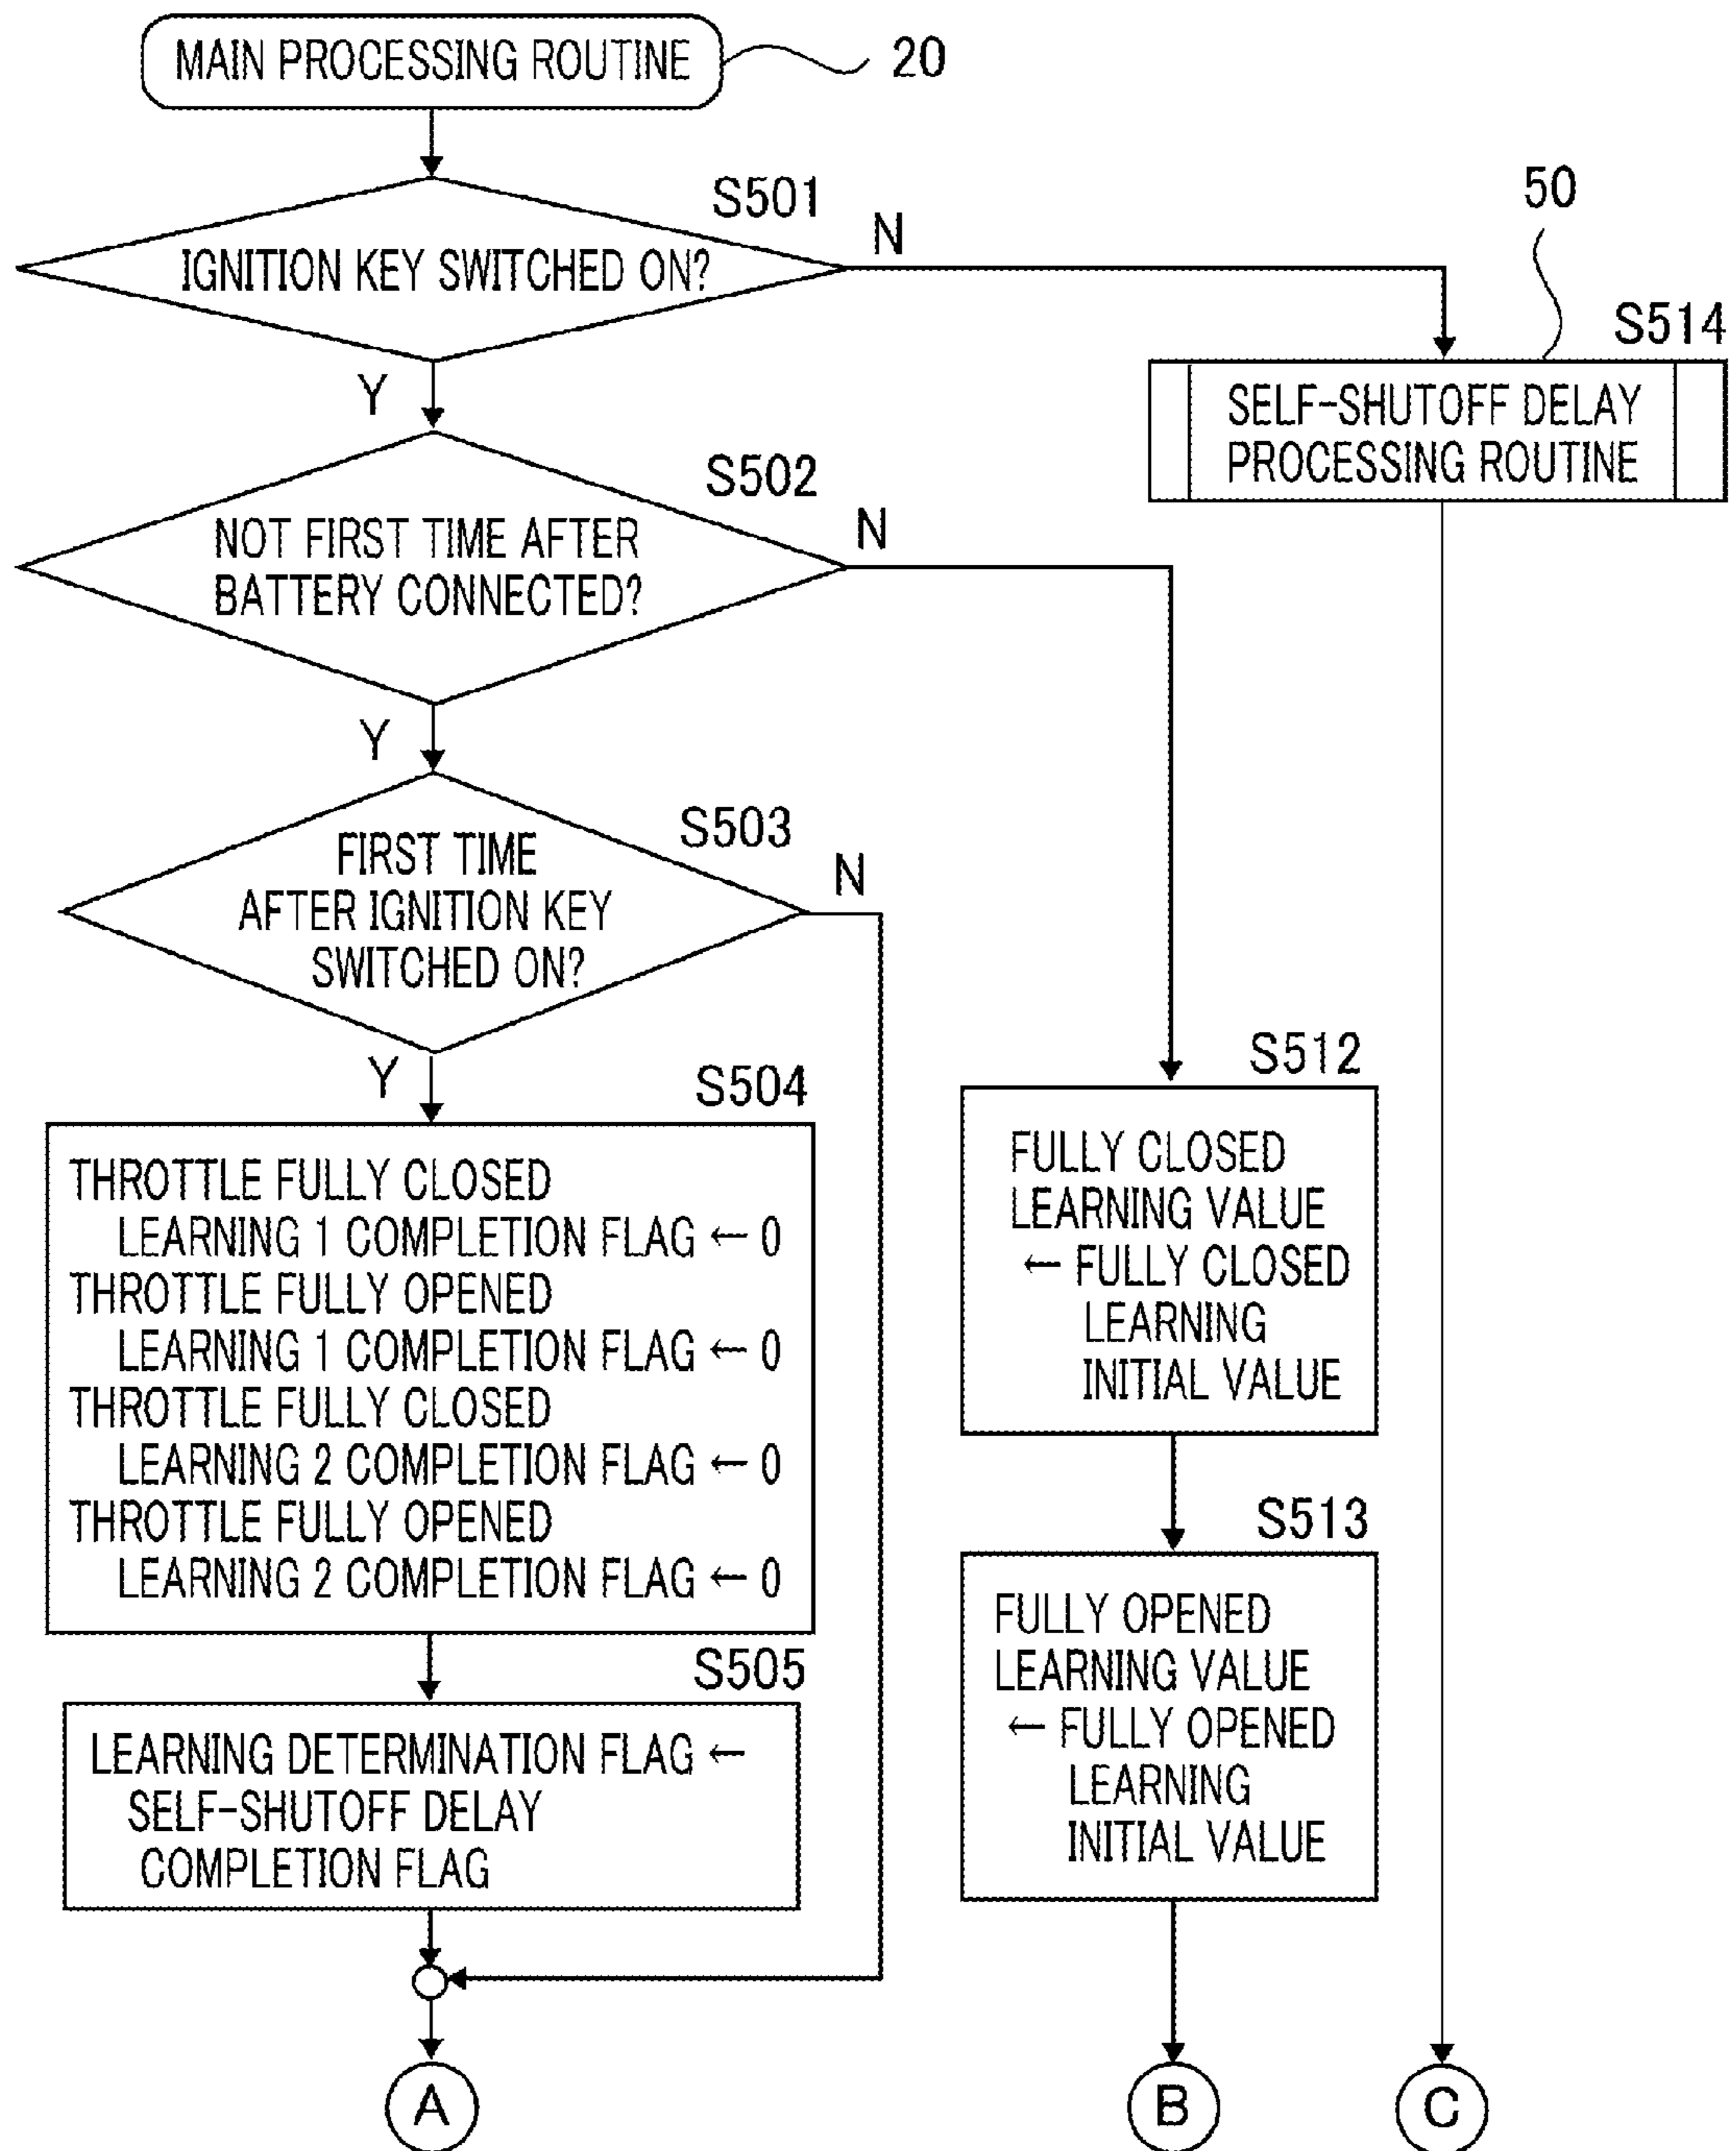 MAIN PROCESSING ROUTINE
20
S501
IGNITION KEY SWITCHED ON?
N
Y
50
S514
SELF-SHUTOFF DELAY
PROCESSING ROUTINE
S502
NOT FIRST TIME AFTER
BATTERY CONNECTED?
N
Y
S503
FIRST TIME
AFTER IGNITION KEY
SWITCHED ON?
N
Y
S504
THROTTLE FULLY CLOSED
LEARNING 1 COMPLETION FLAG ← 0
THROTTLE FULLY OPENED
LEARNING 1 COMPLETION FLAG ← 0
THROTTLE FULLY CLOSED
LEARNING 2 COMPLETION FLAG ← 0
THROTTLE FULLY OPENED
LEARNING 2 COMPLETION FLAG ← 0
S505
LEARNING DETERMINATION FLAG ←
SELF-SHUTOFF DELAY
COMPLETION FLAG
S512
FULLY CLOSED
LEARNING VALUE
← FULLY CLOSED
LEARNING
INITIAL VALUE
S513
FULLY OPENED
LEARNING VALUE
← FULLY OPENED
LEARNING
INITIAL VALUE
A
B
C